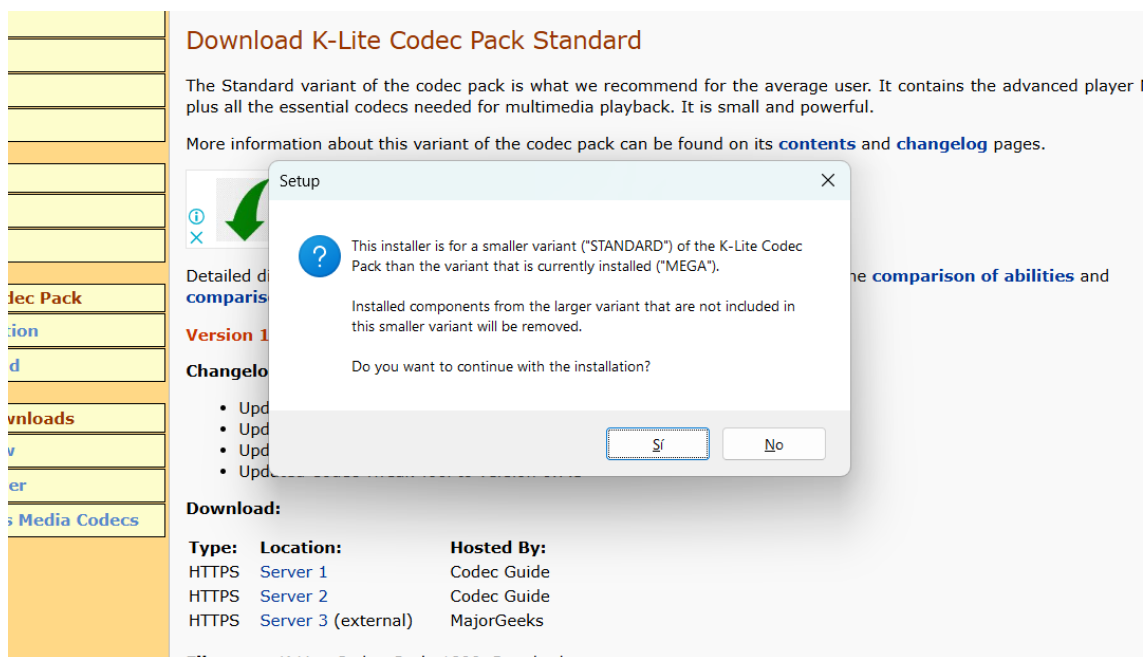 Download K-Lite Codec Pack Standard
The Standard variant of the codec pack is what we recommend for the average user. It contains the advanced player
plus all the essential codecs needed for multimedia playback. It is small and powerful.
More information about this variant of the codec pack can be found on its contents and changelog pages.
Setup
This installer is for a smaller variant ("STANDARD") of the K-Lite Codec
Pack than the variant that is currently installed ("MEGA").
Installed components from the larger variant that are not included in
this smaller variant will be removed.
Do you want to continue with the installation?
Sí
No
Detailed
comparison of abilities and
Version 1
dec Pack
Download:
wnloads
er
s Media Codecs
Type: Location: Hosted By:
HTTPS Server 1 Codec Guide
HTTPS Server 2 Codec Guide
HTTPS Server 3 (external) MajorGeeks